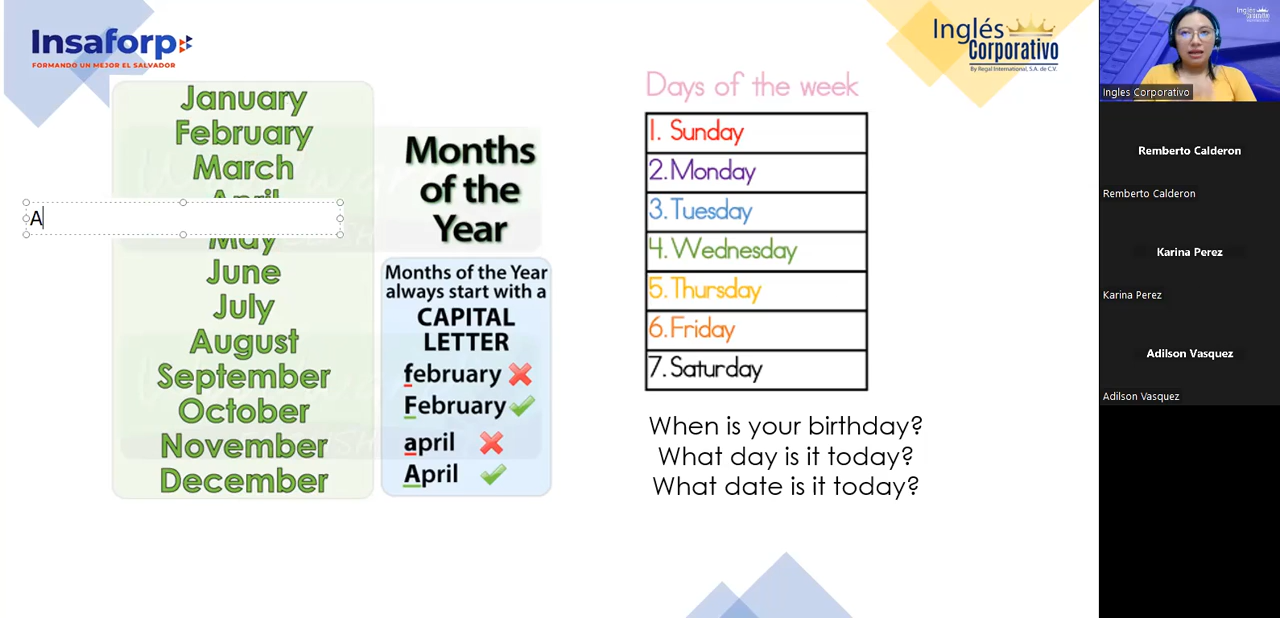 Insaforp
FORMANDO UN MEJOR EL SALVADOR
Inglés
Corporativo
By Regal International, S.A. de C.V.
January
February
March
April
A
May
June
July
August
September
October
November
December
Months
of the
Year
Months of the Year
always start with a
CAPITAL
LETTER
february
February
april
April
Days of the week
1. Sunday
2. Monday
3. Tuesday
4. Wednesday
5. Thursday
6. Friday
7. Saturday
When is your birthday?
What day is it today?
What date is it today?
Ingles Corporativo
Remberto Calderon
Remberto Calderon
Karina Perez
Karina Perez
Adilson Vasquez
Adilson Vasquez